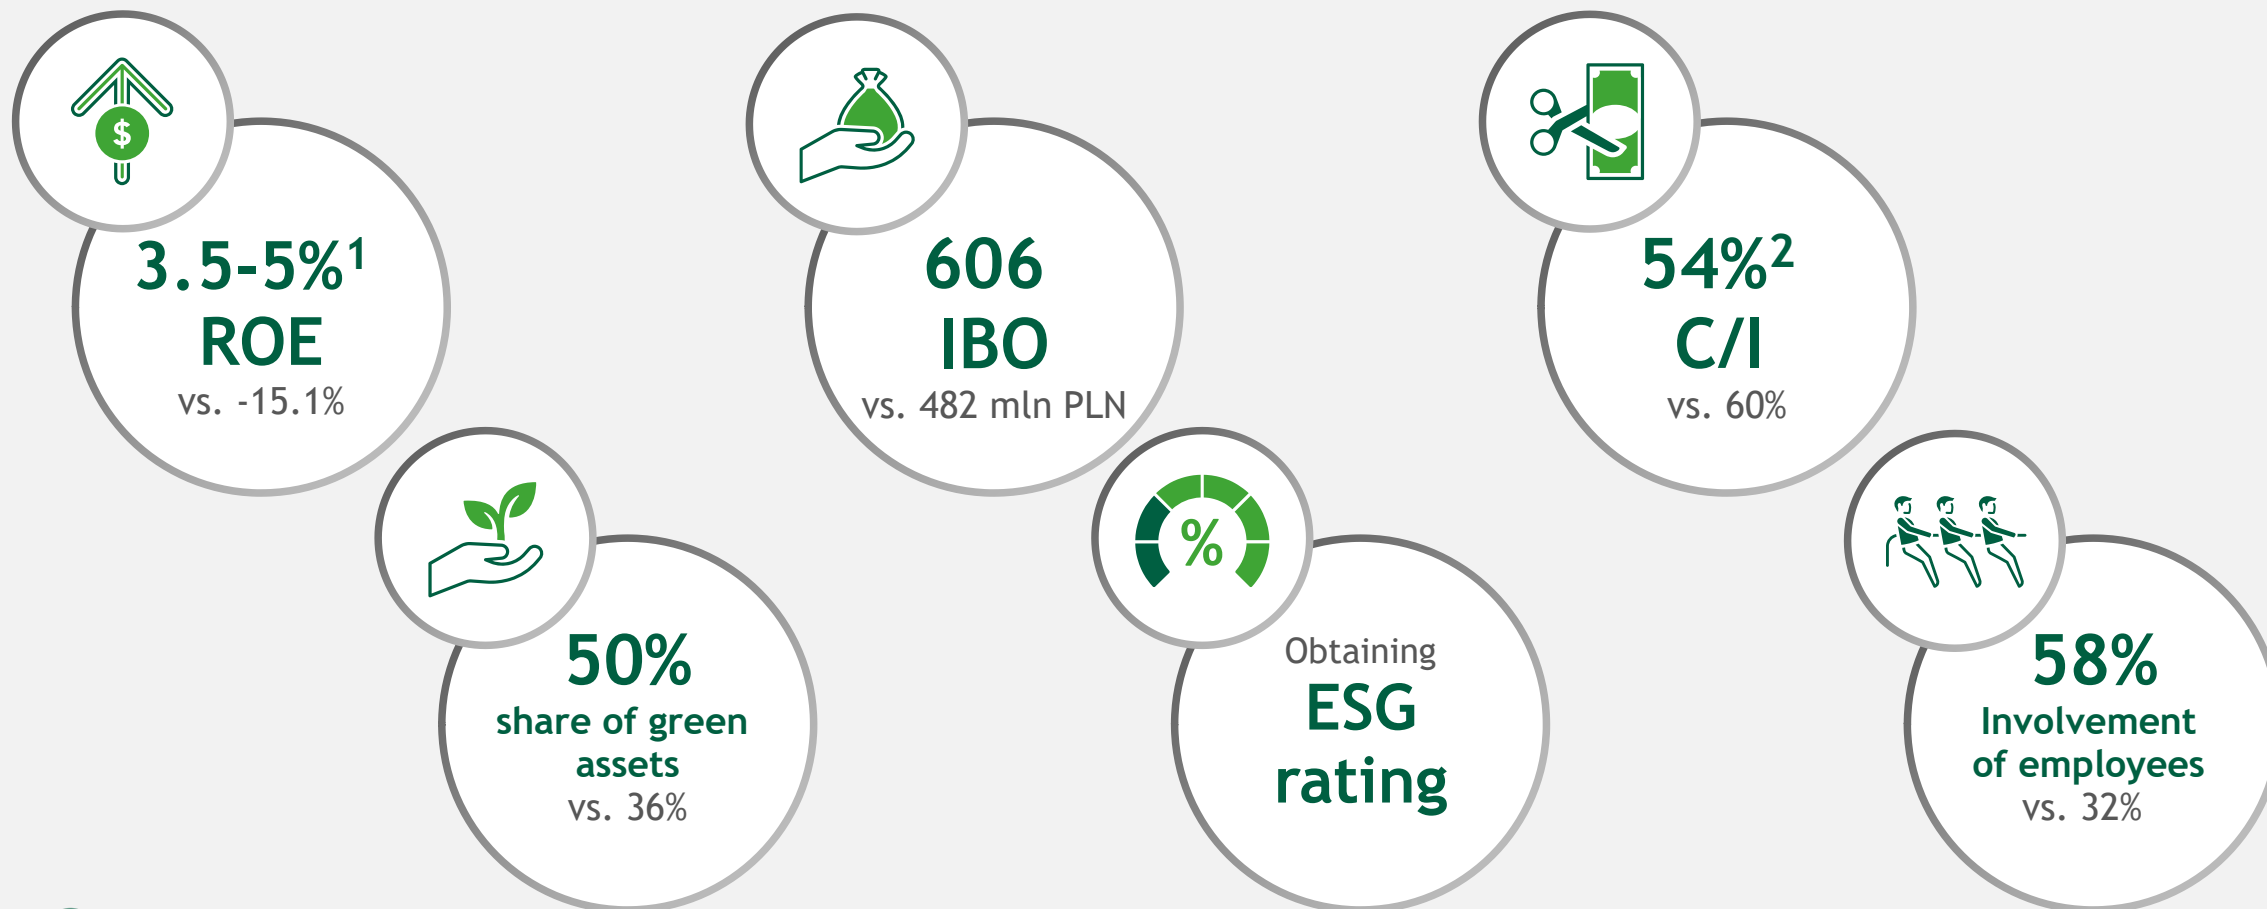 $
3.5-5%¹
ROE
vs. -15.1%
606
IBO
vs. 482 mln PLN
54%²
C/I
vs. 60%
50%
share of green
assets
vs. 36%
%
Obtaining
ESG
rating
58%
Involvement
of employees
vs. 32%